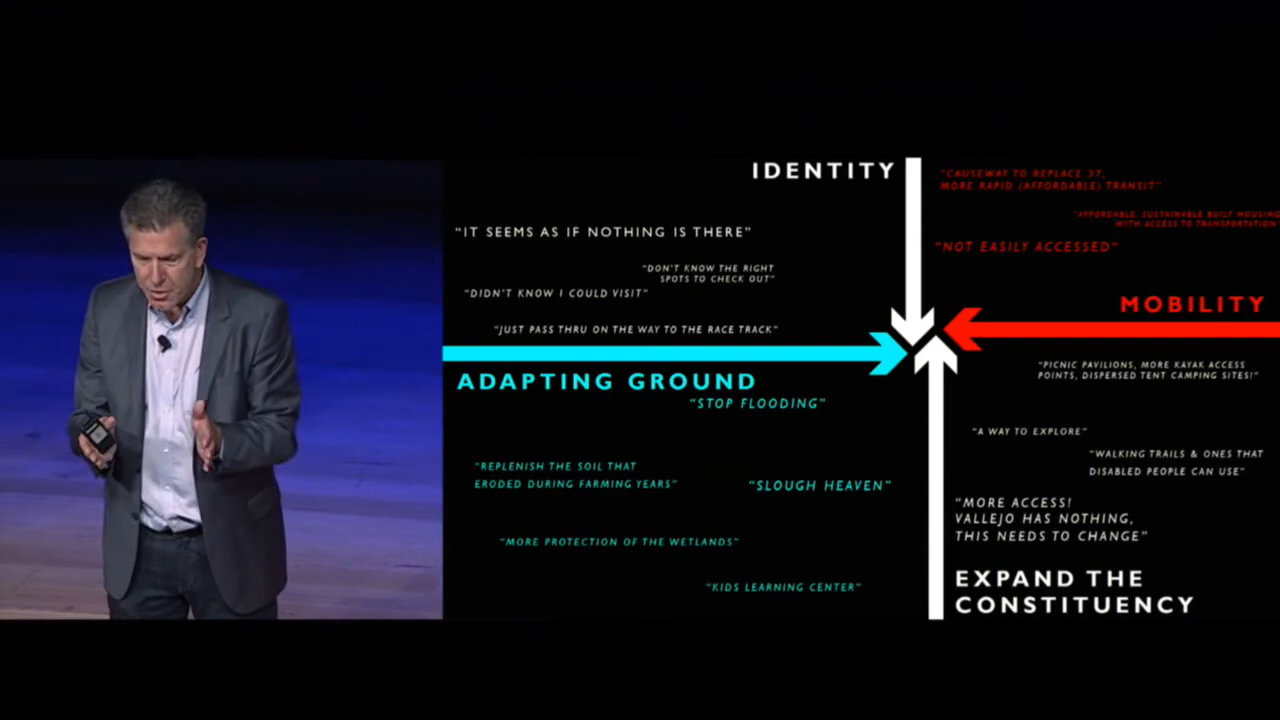 IDENTITY
"IT SEEMS AS IF NOTHING IS THERE"
"DON'T KNOW THE RIGHT
SPOTS TO CHECK OUT"
"DIDN'T KNOW I COULD VISIT"
"JUST PASS THRU ON THE WAY TO THE RACE TRACK"
ADAPTING GROUND
"STOP FLOODING"
"REPLENISH THE SOIL THAT
ERODED DURING FARMING YEARS"
"SLOUGH HEAVEN"
"MORE PROTECTION OF THE WETLANDS"
"KIDS LEARNING CENTER"
"CAUSEWAY TO REPLACE 37,
MORE RAPID (AFFORDABLE) TRANSIT"
"AFFORDABLE, SUSTAINABLE BUILT HOUSING
WITH ACCESS TO TRANSPORTATION"
"NOT EASILY ACCESSED"
MOBILITY
"PICNIC PAVILIONS, MORE KAYAK ACCESS
POINTS, DISPERSED TENT CAMPING SITES!"
"A WAY TO EXPLORE"
"WALKING TRAILS & ONES THAT
DISABLED PEOPLE CAN USE"
"MORE ACCESS!
VALLEJO HAS NOTHING,
THIS NEEDS TO CHANGE"
EXPAND THE
CONSTITUENCY